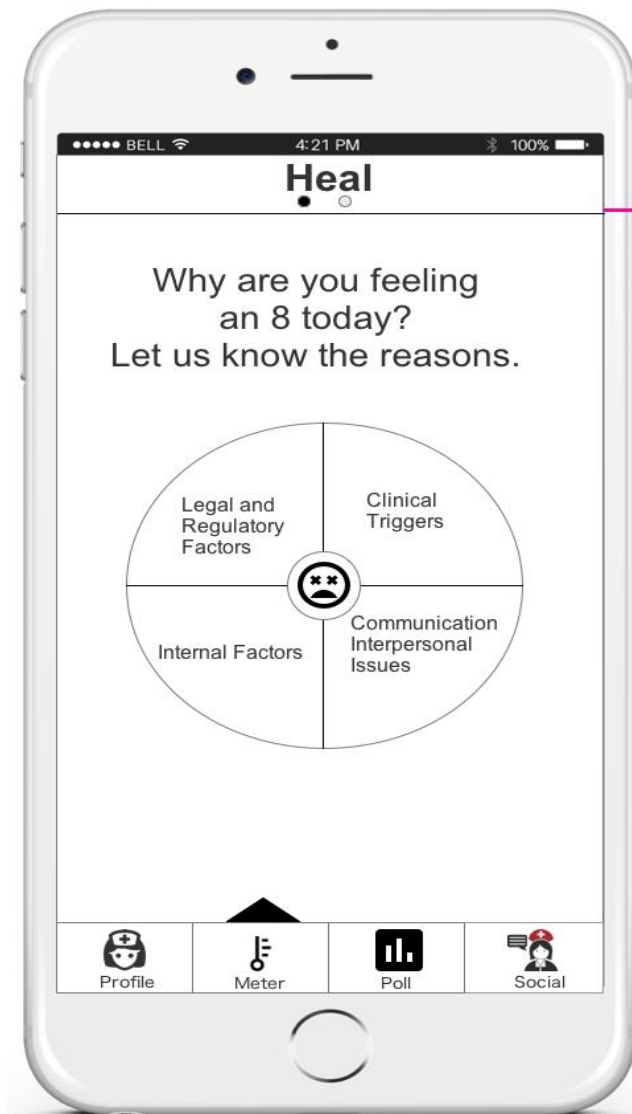 BELL 4:21 PM 100%
Heal
Why are you feeling
an 8 today?
Let us know the reasons.
Legal and
Regulatory
Factors
Clinical
Triggers
Internal Factors
Communication
Interpersonal
Issues
Profile Meter Poll Social